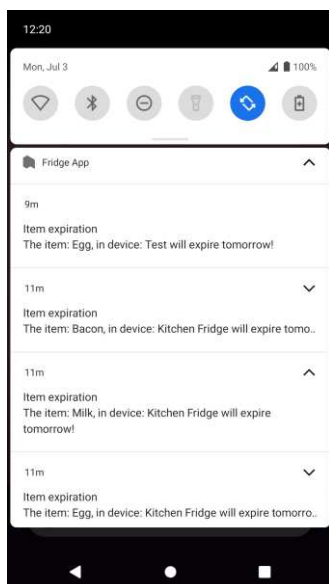 12:20
Mon, Jul 3
100%
Fridge App
9m
Item expiration
The item: Egg, in device: Test will expire tomorrow!
11m
Item expiration
The item: Bacon, in device: Kitchen Fridge will expire tomo..
11m
Item expiration
The item: Milk, in device: Kitchen Fridge will expire
tomorrow!
11m
Item expiration
The item: Egg, in device: Kitchen Fridge will expire tomorro..